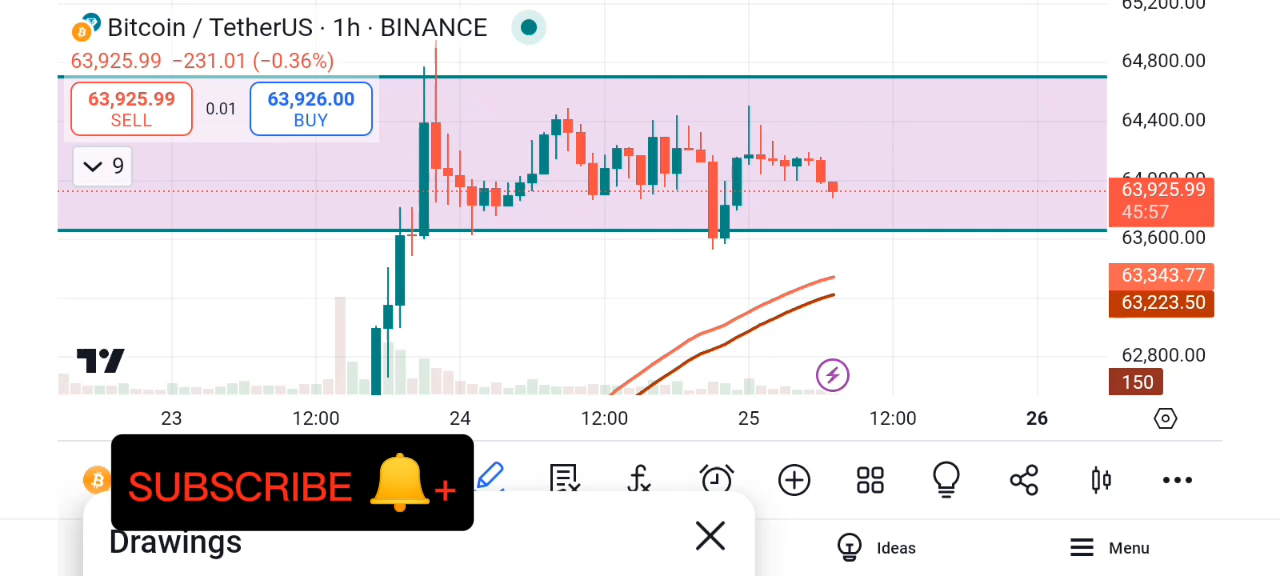 65,200.00
Bitcoin / TetherUS · 1h · BINANCE
63,925.99 −231.01 (−0.36%)
64,800.00
63,925.99
SELL
0.01
63,926.00
BUY
64,400.00
9
64,000.00
63,925.99
45:57
63,600.00
63,343.77
63,223.50
62,800.00
150
23 12:00 24 12:00 25 12:00 26
SUBSCRIBE +
Drawings
Ideas
Menu